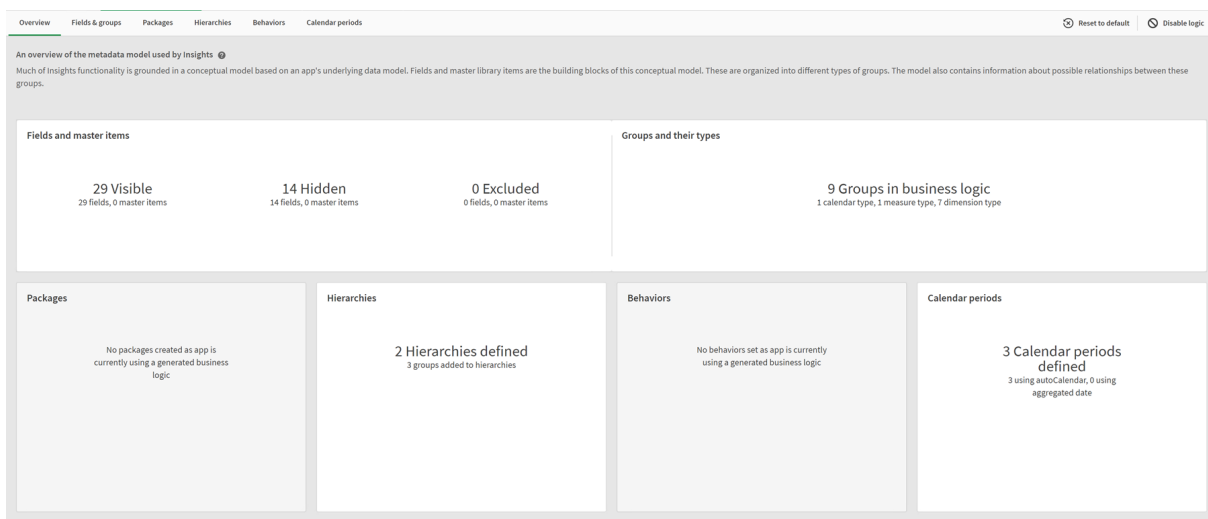 Overview Fields & groups Packages Hierarchies Behaviors Calendar periods Reset to default Disable logic
An overview of the metadata model used by Insights
Much of Insights functionality is grounded in a conceptual model based on an app's underlying data model. Fields and master library items are the building blocks of this conceptual model. These are organized into different types of groups. The model also contains information about possible relationships between these
groups.
Fields and master items
29 Visible
29 fields, 0 master items
14 Hidden
14 fields, 0 master items
0 Excluded
0 fields, 0 master items
Groups and their types
9 Groups in business logic
1 calendar type, 1 measure type, 7 dimension type
Packages
No packages created as app is
currently using a generated business
logic
Hierarchies
2 Hierarchies defined
3 groups added to hierarchies
Behaviors
No behaviors set as app is currently
using a generated business logic
Calendar periods
3 Calendar periods
defined
3 using autoCalendar, 0 using
aggregated date